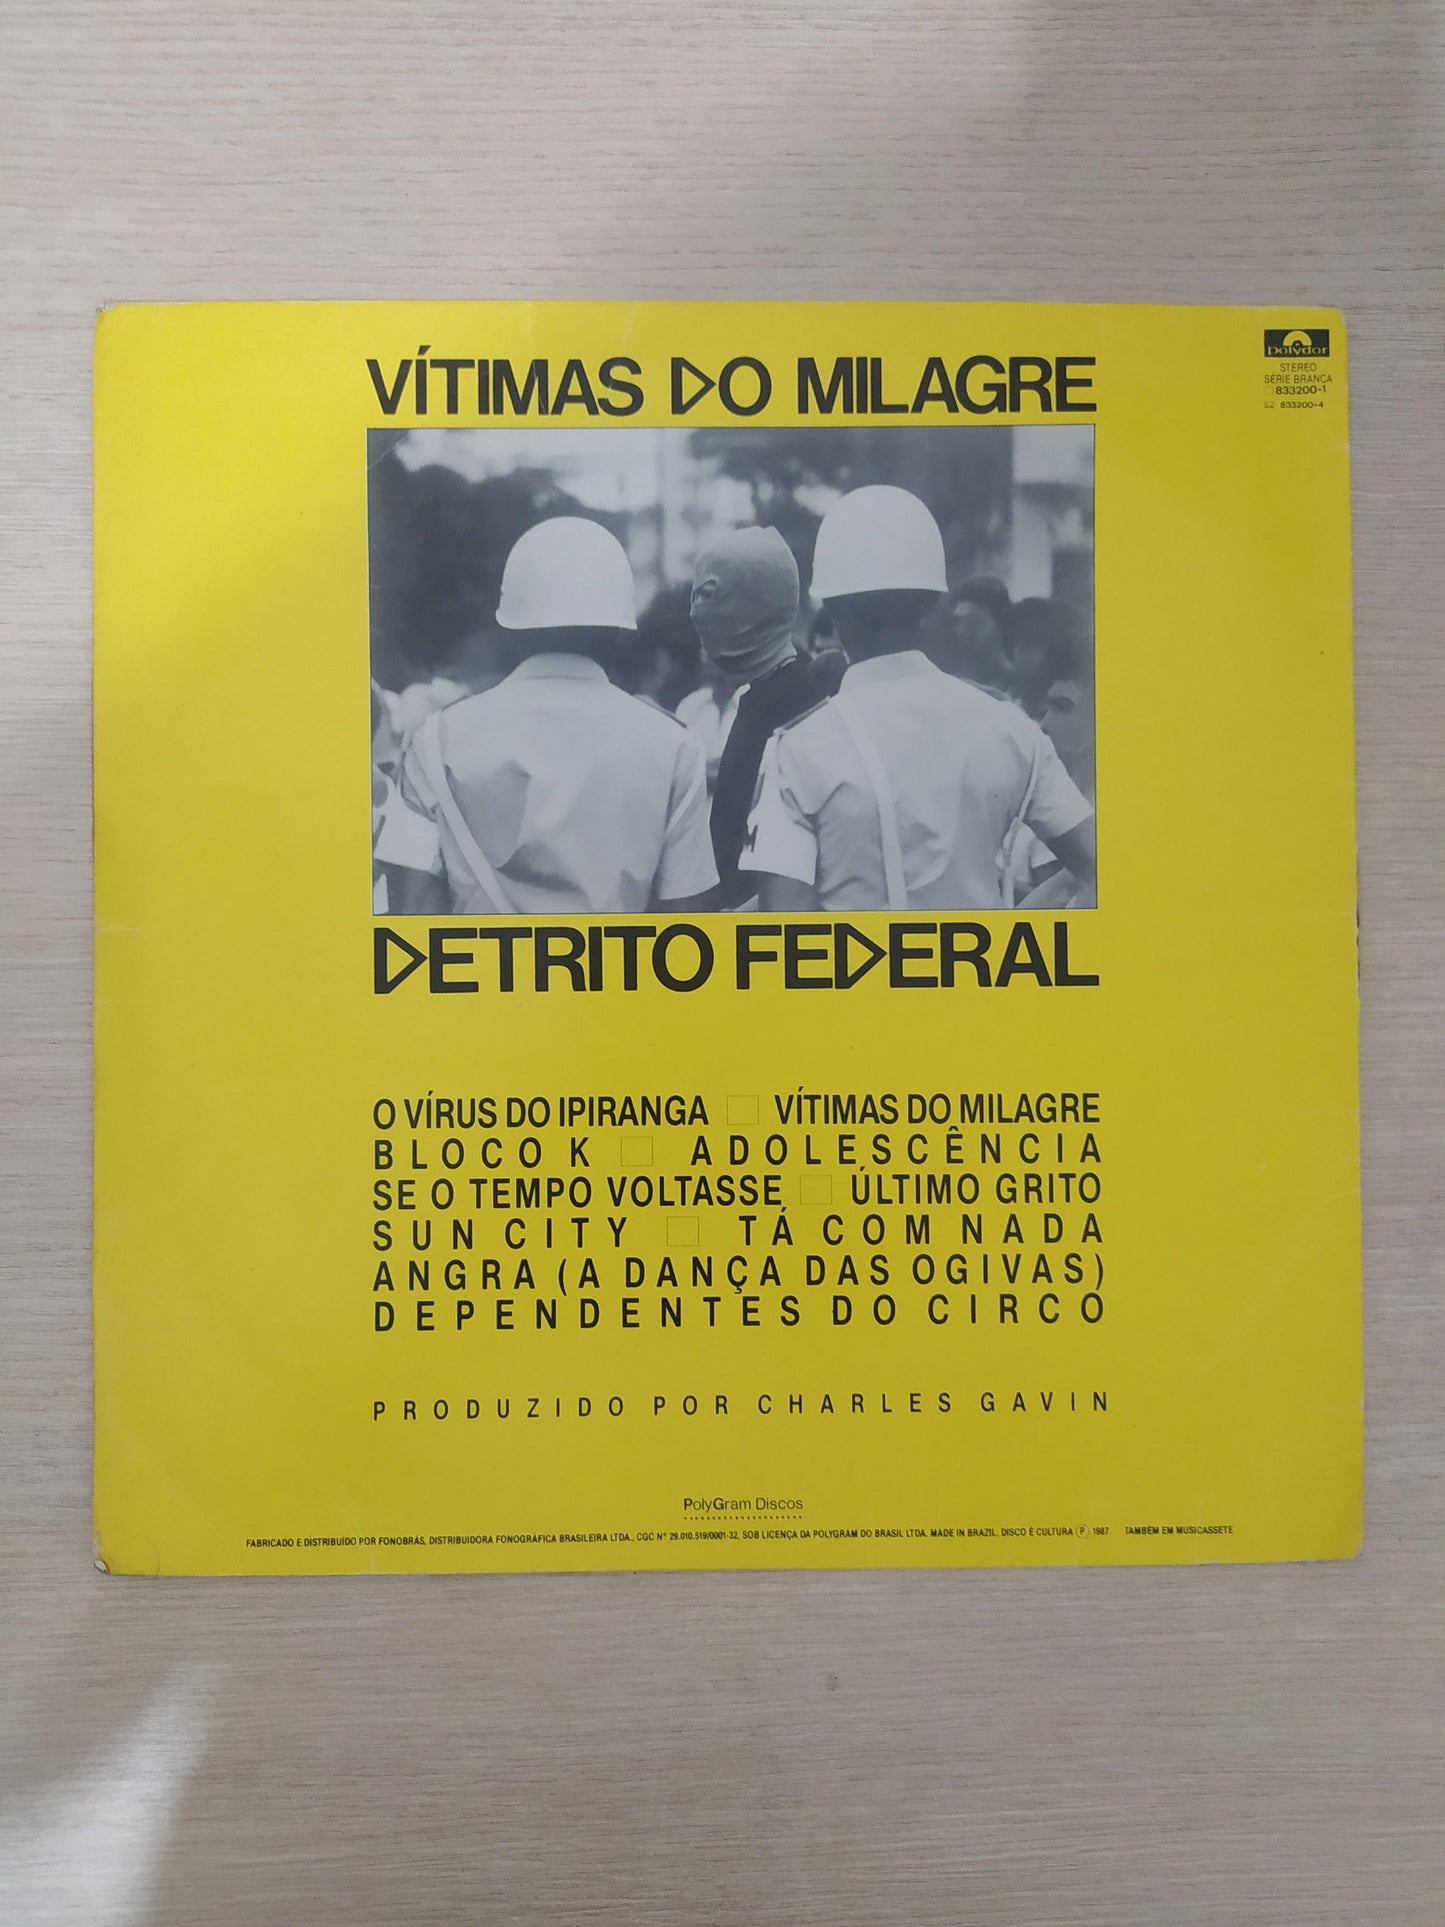 VÍTIMAS DO MILAGRE
Polydor
STEREO
SÉRIE BRANCA
833200-1
833200-4
M
DETRITO FEDERAL
O VÍRUS DO IPIRANGA □ VÍTIMAS DO MILAGRE
BLOCO K □ ADOLESCÊNCIA
SE O TEMPO VOLTASSE □ ÚLTIMO GRITO
SUN CITY □ TÁ COM NADA
ANGRA (A DANÇA DAS OGIVAS)
DEPENDENTES DO CIRCO
PRODUZIDO POR CHARLES GAVIN
PolyGram Discos
FABRICADO E DISTRIBUÍDO POR FONOBRÁS, DISTRIBUIDORA FONOGRÁFICA BRASILEIRA LTDA., CGC Nº 29.010.519/0001-32, SOB LICENÇA DA POLYGRAM DO BRASIL LTDA. MADE IN BRAZIL. DISCO É CULTURA Ⓟ 1987. TAMBÉM EM MUSICASSETE